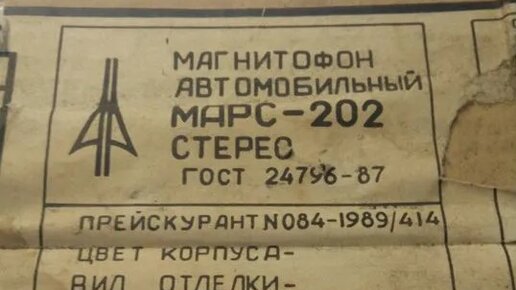 МАГНИТОФОН
АВТОМОБИЛЬНЫЙ
МАРС-202
СТЕРЕО
ГОСТ 24796-87
ПРЕЙСКУРАНТ N084-1989/414
ЦВЕТ КОРПУСА-
ВИД ОТДЕЛКИ-